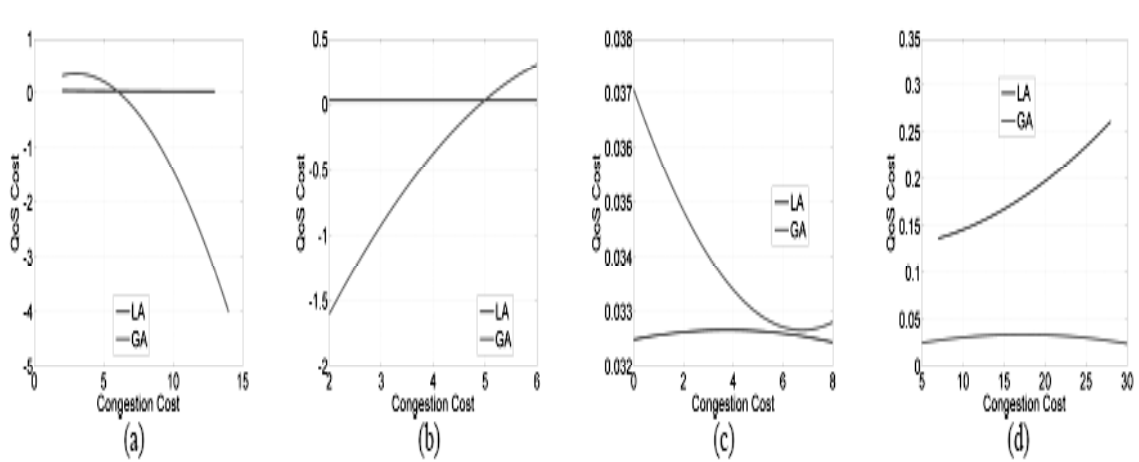 1
0
-1
-2
-3
-4
-5
QoS Cost
LA
GA
0 5 10 15
Congestion Cost
(a)
0.5
0
-0.5
-1
-1.5
-2
QoS Cost
LA
GA
2 3 4 5 6
Congestion Cost
(b)
0.038
0.037
0.036
0.035
0.034
0.033
0.032
QoS Cost
LA
GA
0 2 4 6 8
Congestion Cost
(c)
0.35
0.3
0.25
0.2
0.15
0.1
0.05
0
QoS Cost
LA
GA
5 10 15 20 25 30
Congestion Cost
(d)